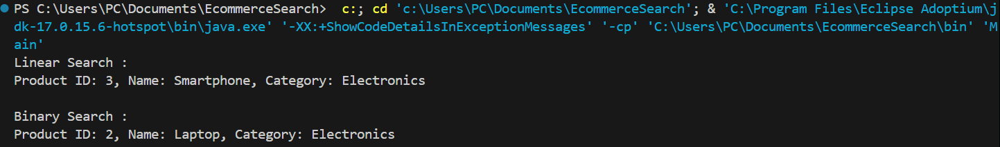 PS C:\Users\PC\Documents\EcommerceSearch>  c:; cd 'c:\Users\PC\Documents\EcommerceSearch'; & 'C:\Program Files\Eclipse Adoptium\j
dk-17.0.15.6-hotspot\bin\java.exe' '-XX:+ShowCodeDetailsInExceptionMessages' '-cp' 'C:\Users\PC\Documents\EcommerceSearch\bin' 'M
ain'
Linear Search :
Product ID: 3, Name: Smartphone, Category: Electronics
Binary Search :
Product ID: 2, Name: Laptop, Category: Electronics